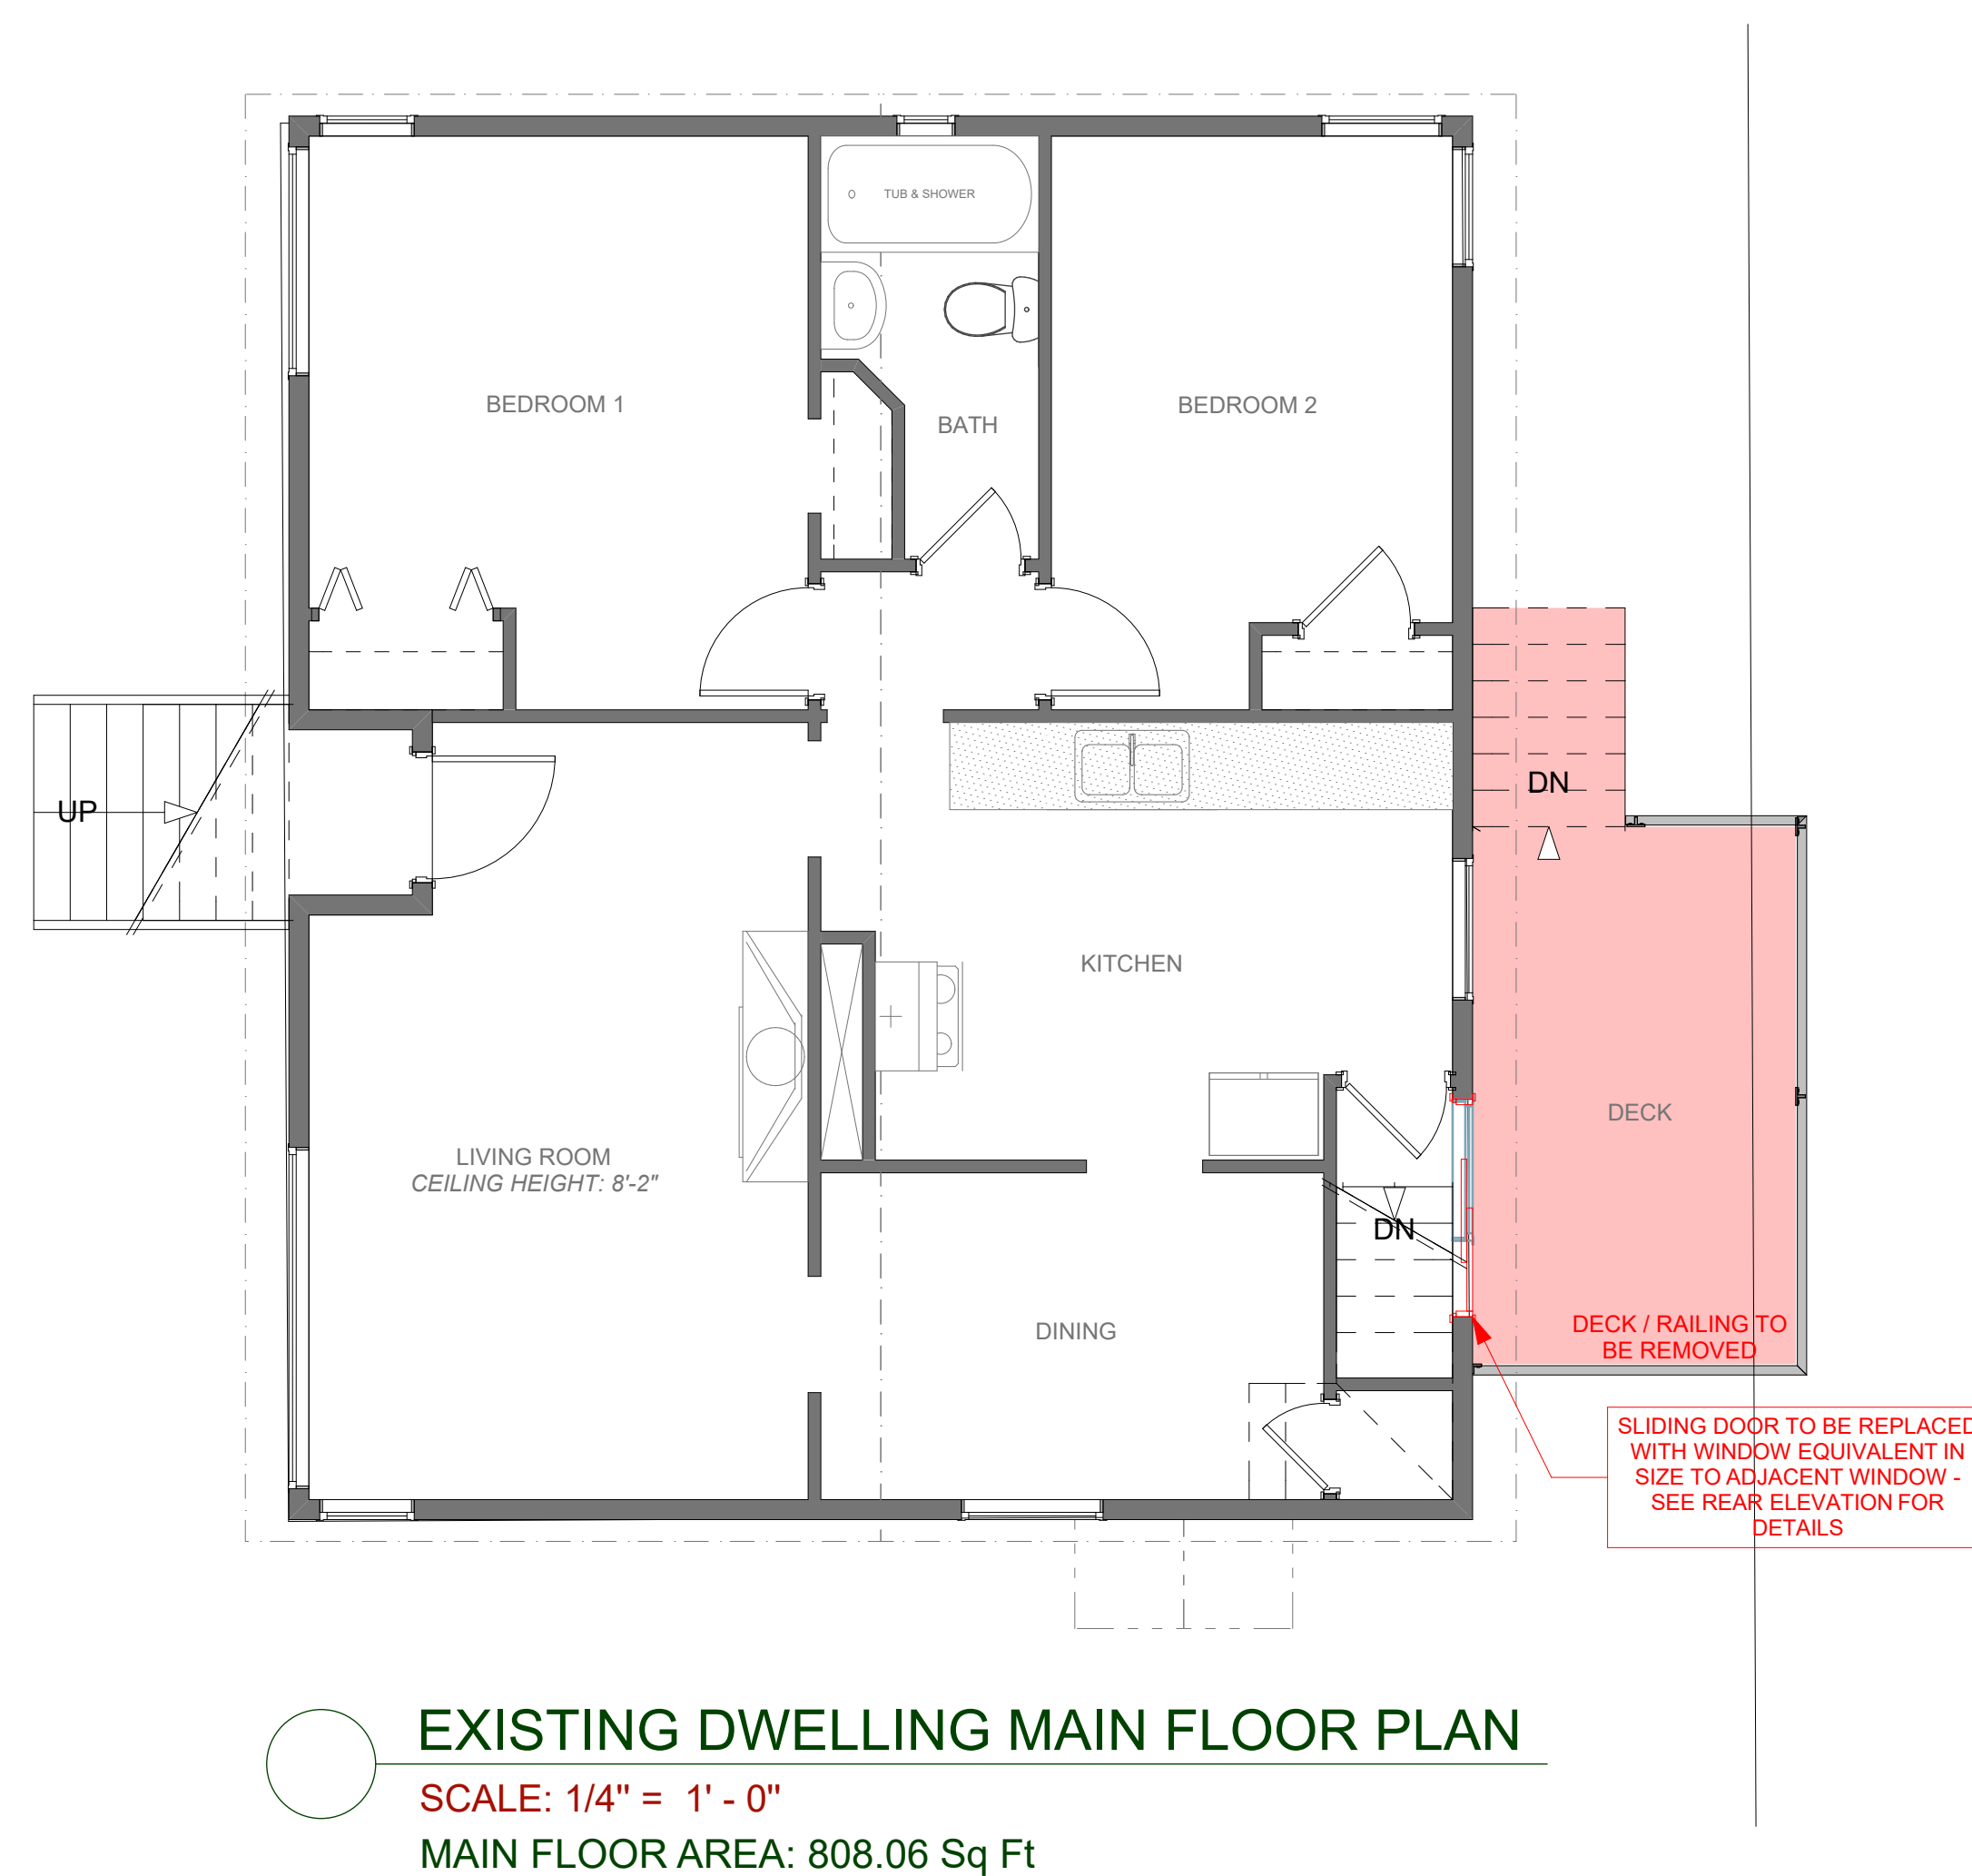 TUB & SHOWER
BEDROOM 1
BATH
BEDROOM 2
UP
DN
KITCHEN
DECK
LIVING ROOM
CEILING HEIGHT: 8'-2"
DN
DINING
DECK / RAILING TO
BE REMOVED
SLIDING DOOR TO BE REPLACED
WITH WINDOW EQUIVALENT IN
SIZE TO ADJACENT WINDOW -
SEE REAR ELEVATION FOR
DETAILS
EXISTING DWELLING MAIN FLOOR PLAN
SCALE: 1/4" = 1' - 0"
MAIN FLOOR AREA: 808.06 Sq Ft